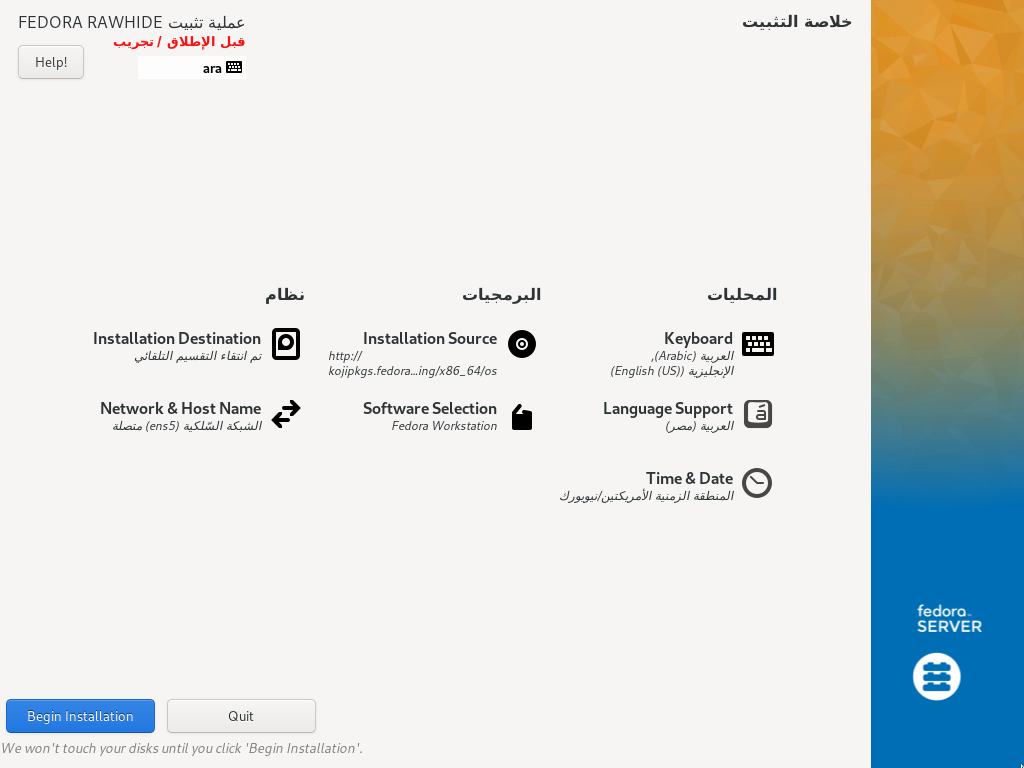 خلاصة التثبيت
عملية تثبيت FEDORA RAWHIDE
قبل الإطلاق / تجريب
ara
Help!
المحليات
Keyboard
العربية (Arabic),
الإنجليزية (English (US))
Language Support
العربية (مصر)
Time & Date
المنطقة الزمنية الأمريكتين/نيويورك
البرمجيات
Installation Source
http://
kojipkgs.fedora...ing/x86_64/os
Software Selection
Fedora Workstation
نظام
Installation Destination
تم انتقاء التقسيم التلقائي
Network & Host Name
الشبكة السّلكية (ens5) متصلة
fedora™
SERVER
Quit
Begin Installation
We won't touch your disks until you click 'Begin Installation'.